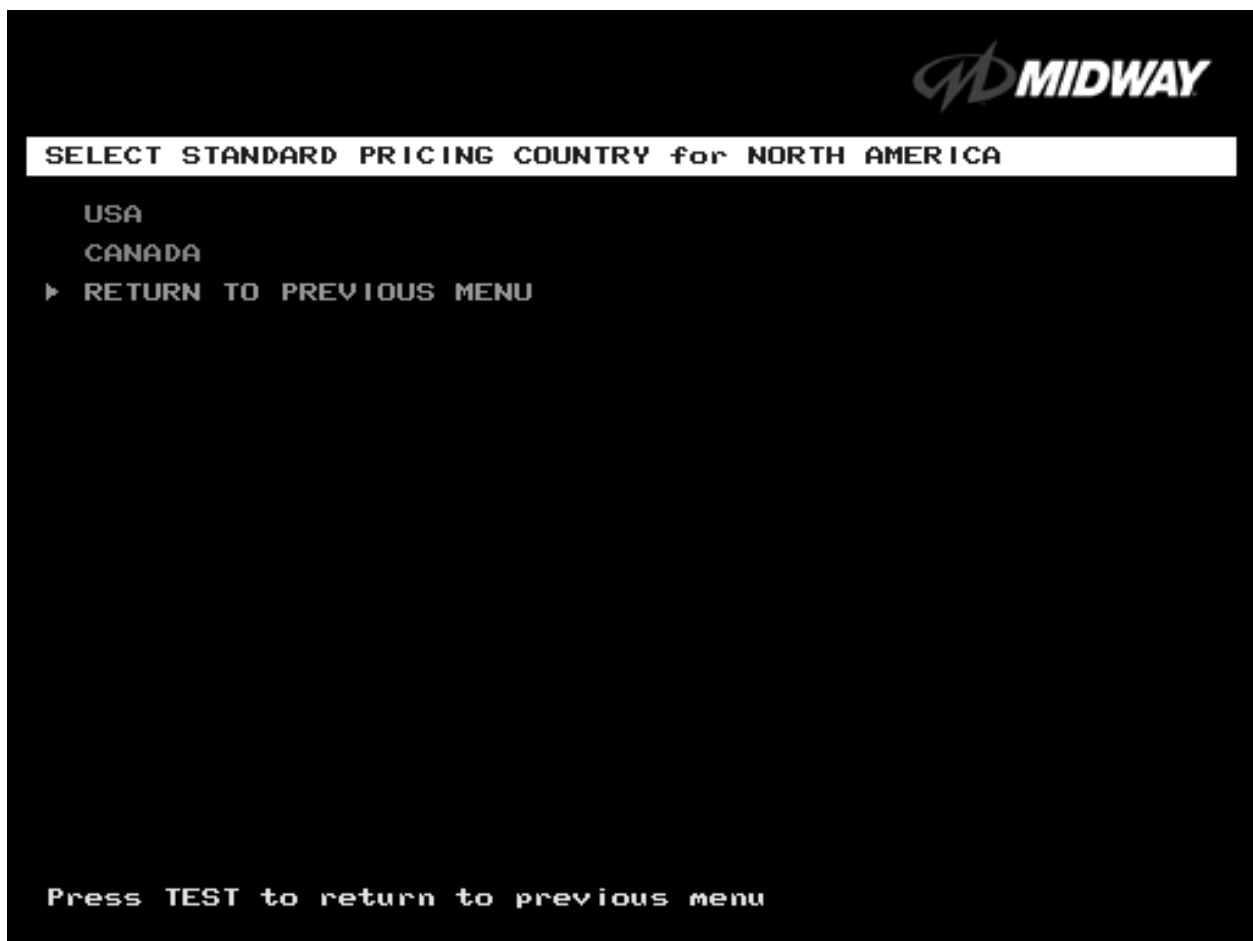 MIDWAY
SELECT STANDARD PRICING COUNTRY for NORTH AMERICA
USA
CANADA
RETURN TO PREVIOUS MENU
Press TEST to return to previous menu